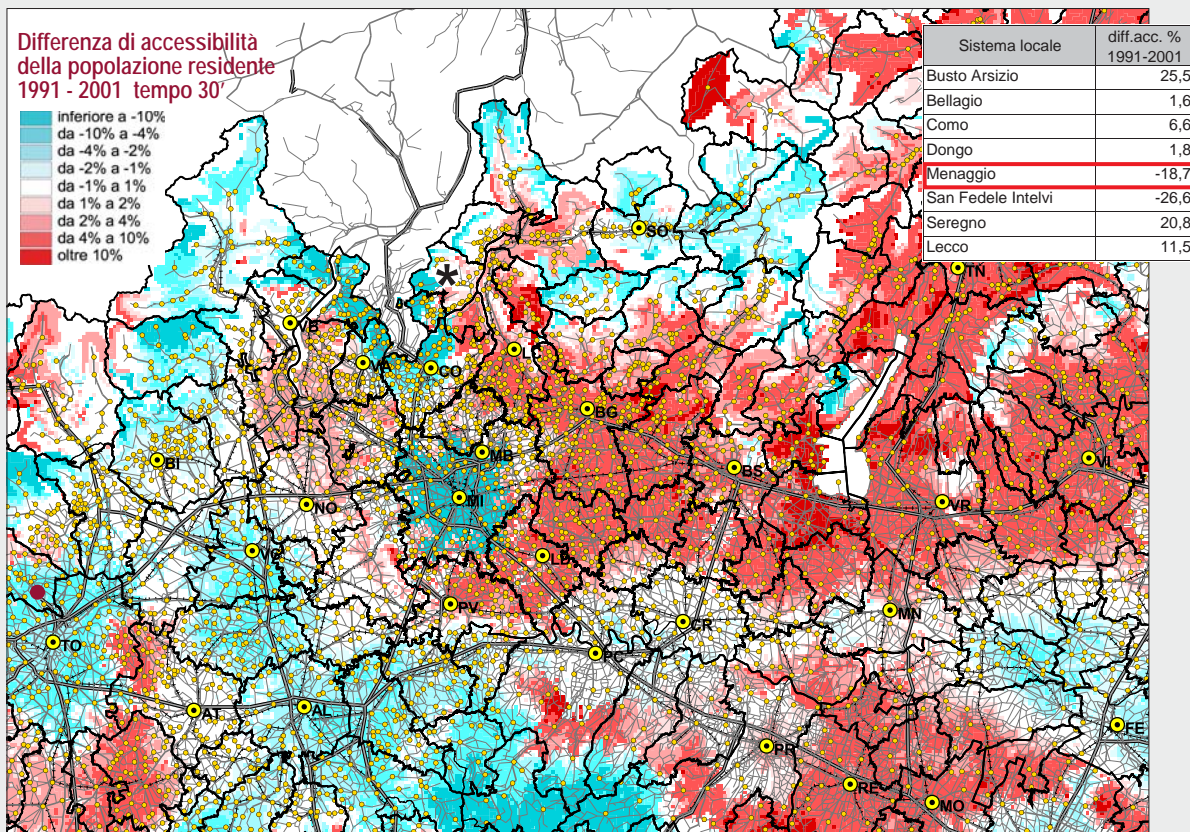 Differenza di accessibilità
della popolazione residente
1991 - 2001 tempo 30'
inferiore a -10%
da -10% a -4%
da -4% a -2%
da -2% a -1%
da -1% a 1%
da 1% a 2%
da 2% a 4%
da 4% a 10%
oltre 10%
Sistema locale diff.acc. % 1991-2001
Busto Arsizio 25,5
Bellagio 1,6
Como 6,6
Dongo 1,8
Menaggio -18,7
San Fedele Intelvi -26,6
Seregno 20,8
Lecco 11,5
SO
TN
*
VB
VA
CO
BG
BI
MB
BS
VI
MI
NO
VR
LO
PV
MN
CR
TO
AT
AL
FE
PR
RE
MO